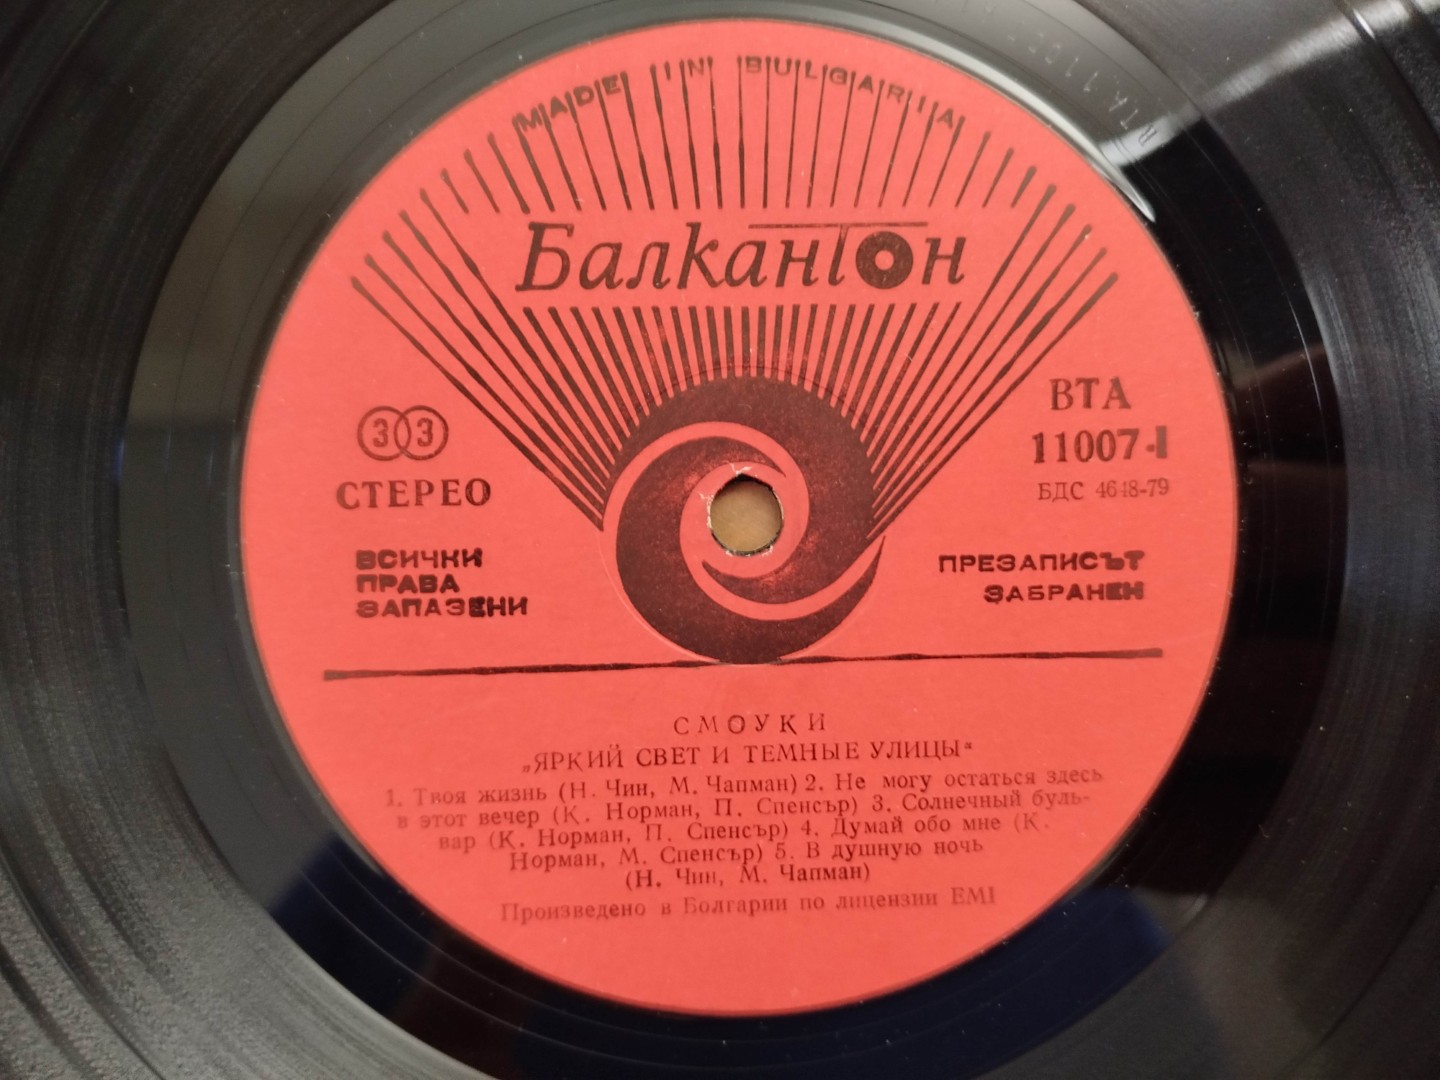 MADE IN BULGARIA
Балкантон
33
СТЕРЕО
ВТА
11007-I
БДС 4648-79
ВСИЧКИ
ПРАВА
ЗАПАЗЕНИ
ПРЕЗАПИСЪТ
ЗАБРАНЕН
СМОУКИ
„ЯРКИЙ СВЕТ И ТЕМНЫЕ УЛИЦЫ“
1. Твоя жизнь (Н. Чин, М. Чапман) 2. Не могу остаться здесь
в этот вечер (К. Норман, П. Спенсър) 3. Солнечный буль-
вар (К. Норман, П. Спенсър) 4. Думай обо мне (К.
Норман, М. Спенсър) 5. В душную ночь
(Н. Чин, М. Чапман)
Произведено в Болгарии по лицензии EMI